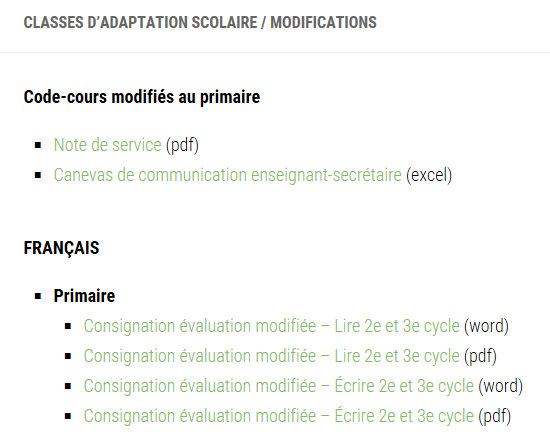 CLASSES D’ADAPTATION SCOLAIRE / MODIFICATIONS
Code-cours modifiés au primaire
Note de service (pdf)
Canevas de communication enseignant-secrétaire (excel)
FRANÇAIS
Primaire
Consignation évaluation modifiée – Lire 2e et 3e cycle (word)
Consignation évaluation modifiée – Lire 2e et 3e cycle (pdf)
Consignation évaluation modifiée – Écrire 2e et 3e cycle (word)
Consignation évaluation modifiée – Écrire 2e et 3e cycle (pdf)